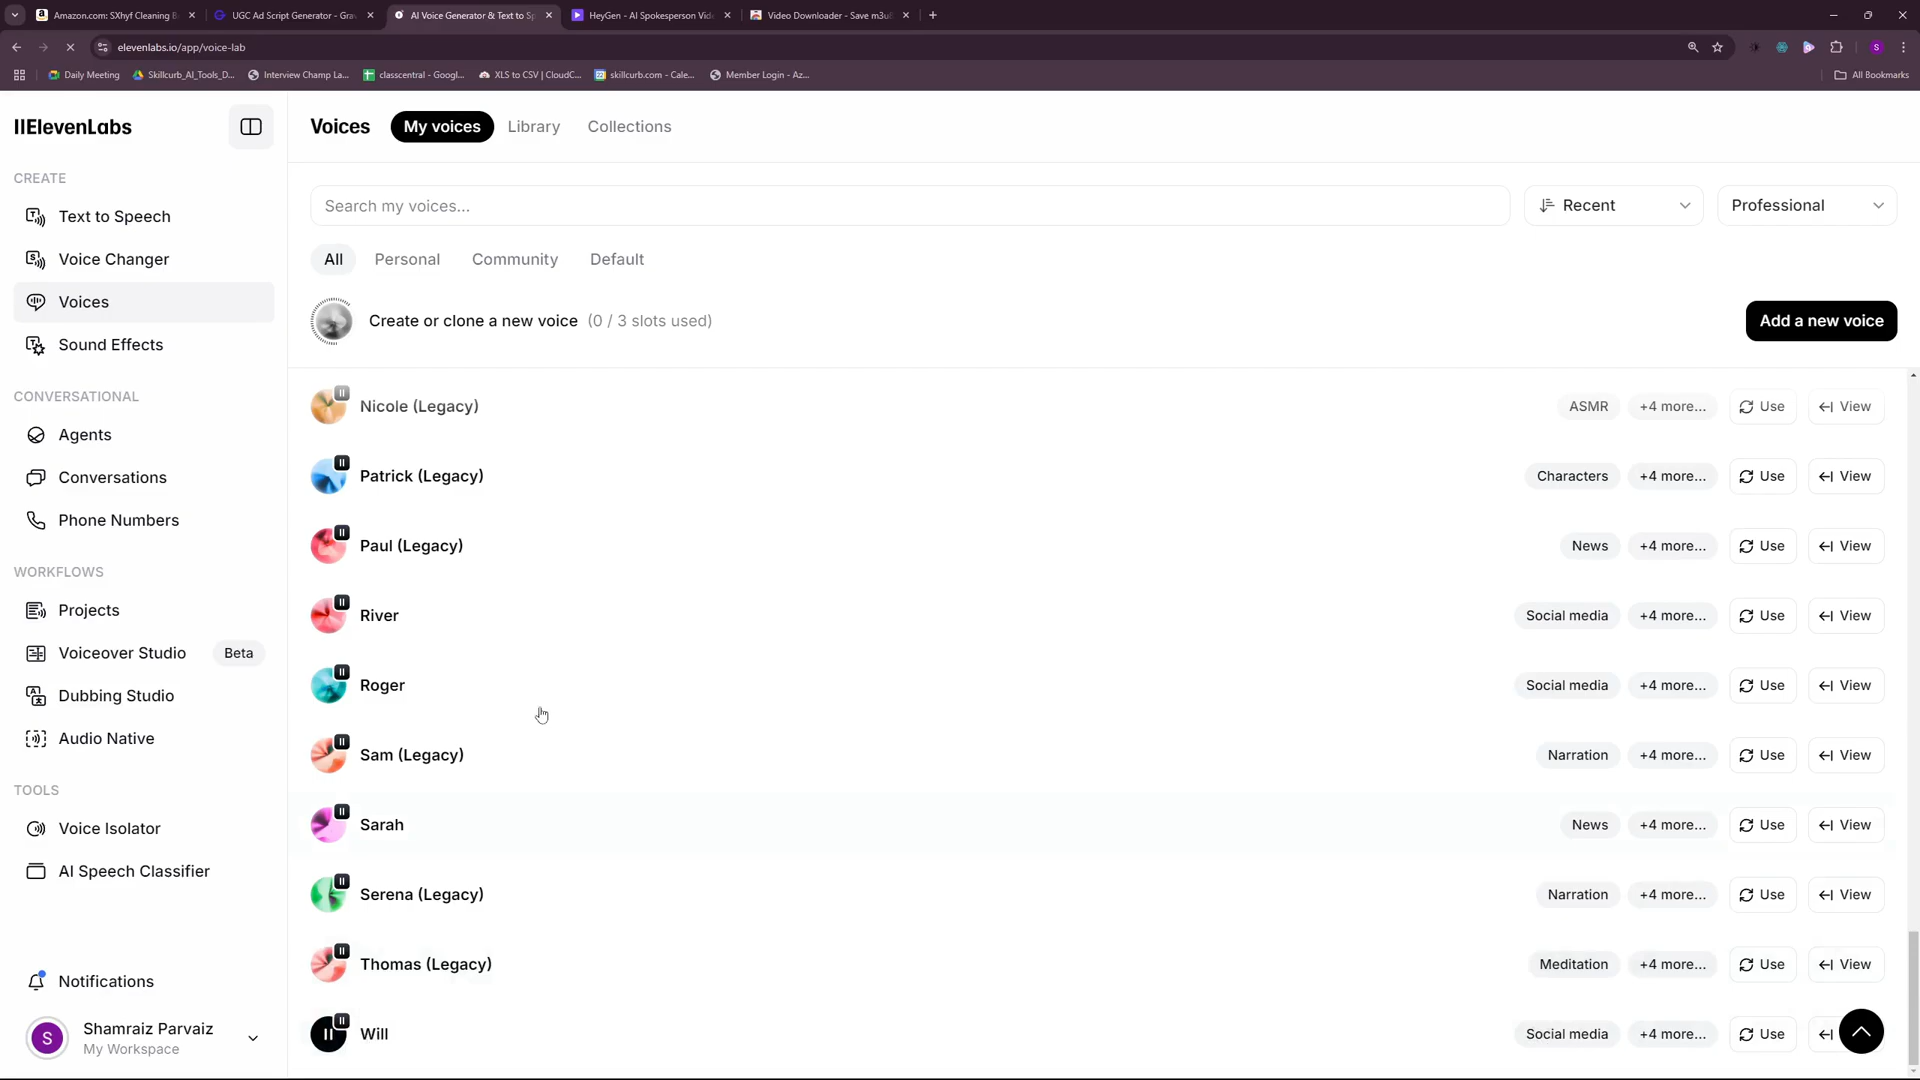 Amazon.com: SXhyf Cleaning B
UGC Ad Script Generator - Gra
AI Voice Generator & Text to Sp
HeyGen - AI Spokesperson Vid
Video Downloader - Save m3u8
elevenlabs.io/app/voice-lab
Daily Meeting
Skillcurb_AI_Tools_D...
Interview Champ La...
classcentral - Googl...
XLS to CSV | CloudC...
skillcurb.com - Cale...
Member Login - Az...
All Bookmarks
IIElevenLabs
Voices
My voices
Library
Collections
CREATE
Text to Speech
Voice Changer
Voices
Sound Effects
CONVERSATIONAL
Agents
Conversations
Phone Numbers
WORKFLOWS
Projects
Voiceover Studio Beta
Dubbing Studio
Audio Native
TOOLS
Voice Isolator
AI Speech Classifier
Notifications
S
Shamraiz Parvaiz
My Workspace
Search my voices...
Recent
Professional
All
Personal
Community
Default
Create or clone a new voice (0 / 3 slots used)
Add a new voice
Nicole (Legacy) ASMR +4 more... Use View
Patrick (Legacy) Characters +4 more... Use View
Paul (Legacy) News +4 more... Use View
River Social media +4 more... Use View
Roger Social media +4 more... Use View
Sam (Legacy) Narration +4 more... Use View
Sarah News +4 more... Use View
Serena (Legacy) Narration +4 more... Use View
Thomas (Legacy) Meditation +4 more... Use View
Will Social media +4 more... Use